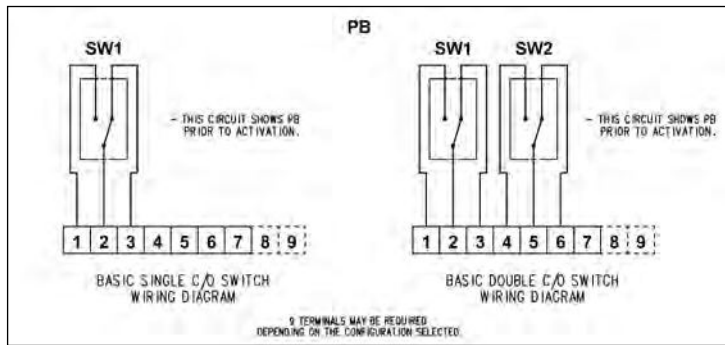 PB
SW1
- THIS CIRCUIT SHOWS PB
PRIOR TO ACTIVATION.
1 2 3 4 5 6 7 8 9
BASIC SINGLE C/O SWITCH
WIRING DIAGRAM
SW1 SW2
- THIS CIRCUIT SHOWS PB
PRIOR TO ACTIVATION.
1 2 3 4 5 6 7 8 9
BASIC DOUBLE C/O SWITCH
WIRING DIAGRAM
9 TERMINALS MAY BE REQUIRED
DEPENDING ON THE CONFIGURATION SELECTED.